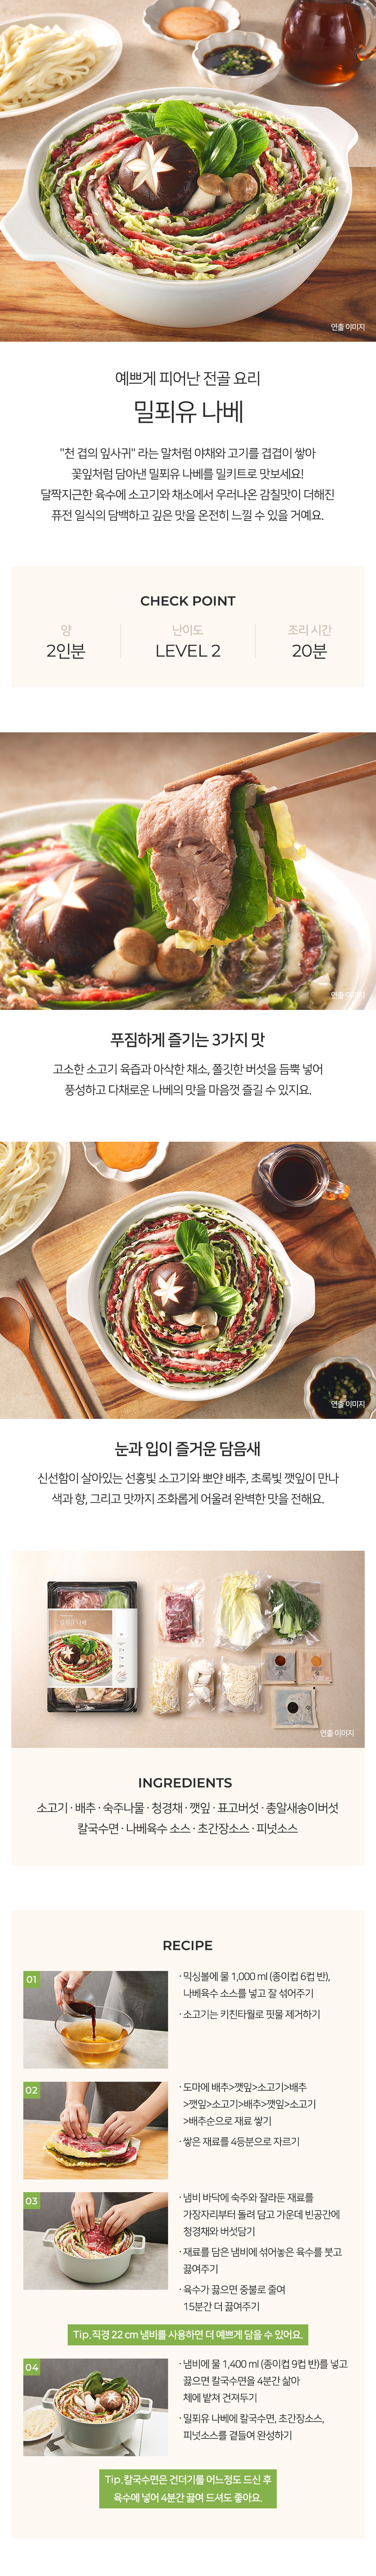 연출 이미지
예쁘게 피어난 전골 요리
밀푀유 나베
"천 겹의 잎사귀" 라는 말처럼 야채와 고기를 겹겹이 쌓아
꽃잎처럼 담아낸 밀푀유 나베를 밀키트로 맛보세요!
달짝지근한 육수에 소고기와 채소에서 우러나온 감칠맛이 더해진
퓨전 일식의 담백하고 깊은 맛을 온전히 느낄 수 있을 거예요.
CHECK POINT
양
난이도
조리 시간
2인분
LEVEL 2
20분
연출 이미지
푸짐하게 즐기는 3가지 맛
고소한 소고기 육즙과 아삭한 채소, 쫄깃한 버섯을 듬뿍 넣어
풍성하고 다채로운 나베의 맛을 마음껏 즐길 수 있지요.
연출 이미지
눈과 입이 즐거운 담음새
신선함이 살아있는 선홍빛 소고기와 뽀얀 배추, 초록빛 깻잎이 만나
색과 향, 그리고 맛까지 조화롭게 어울려 완벽한 맛을 전해요.
밀푀유 나베
연출 이미지
INGREDIENTS
소고기 · 배추 · 숙주나물 · 청경채 · 깻잎 · 표고버섯 · 총알새송이버섯
칼국수면 · 나베육수 소스 · 초간장소스 · 피넛소스
RECIPE
01
· 믹싱볼에 물 1,000 ml (종이컵 6컵 반),
나베육수 소스를 넣고 잘 섞어주기
· 소고기는 키친타월로 핏물 제거하기
02
· 도마에 배추>깻잎>소고기>배추
>깻잎>소고기>배추>깻잎>소고기
>배추순으로 재료 쌓기
· 쌓은 재료를 4등분으로 자르기
03
· 냄비 바닥에 숙주와 잘라둔 재료를
가장자리부터 돌려 담고 가운데 빈공간에
청경채와 버섯담기
· 재료를 담은 냄비에 섞어놓은 육수를 붓고
끓여주기
· 육수가 끓으면 중불로 줄여
15분간 더 끓여주기
Tip.직경 22 cm 냄비를 사용하면 더 예쁘게 담을 수 있어요.
04
· 냄비에 물 1,400 ml (종이컵 9컵 반)를 넣고
끓으면 칼국수면을 4분간 삶아
체에 밭쳐 건져두기
· 밀푀유 나베에 칼국수면, 초간장소스,
피넛소스를 곁들여 완성하기
Tip.칼국수면은 건더기를 어느정도 드신 후
육수에 넣어 4분간 끓여 드셔도 좋아요.